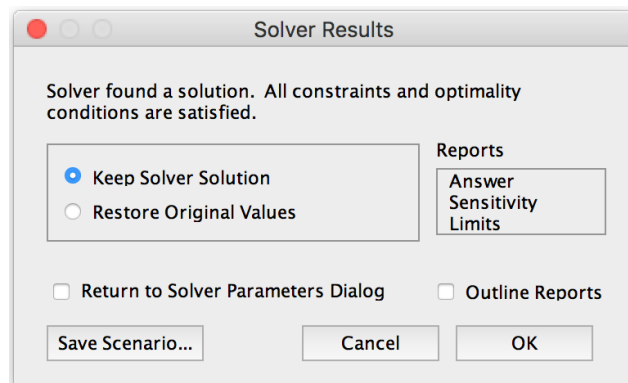 Solver Results
Solver found a solution. All constraints and optimality
conditions are satisfied.
Reports
Keep Solver Solution
Restore Original Values
Answer
Sensitivity
Limits
Return to Solver Parameters Dialog
Outline Reports
Save Scenario...
Cancel
OK